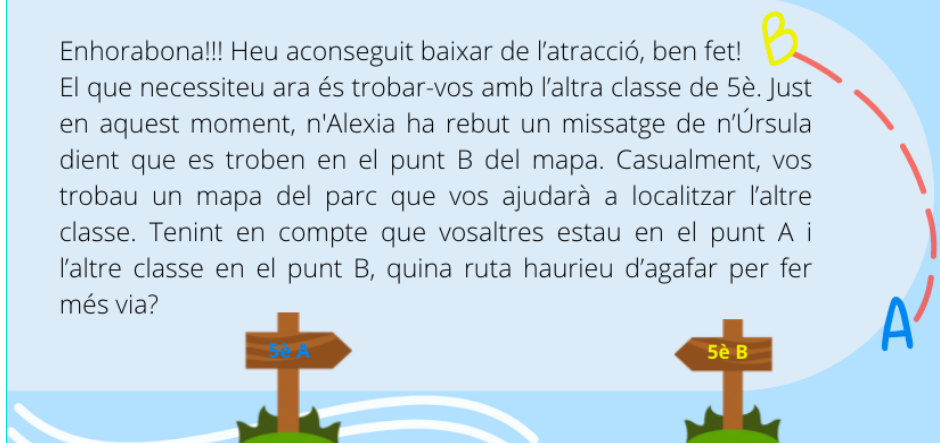 Enhorabona!!! Heu aconseguit baixar de l'atracció, ben fet!
El que necessiteu ara és trobar-vos amb l'altra classe de 5è. Just
en aquest moment, n'Alexia ha rebut un missatge de n'Úrsula
dient que es troben en el punt B del mapa. Casualment, vos
trobau un mapa del parc que vos ajudarà a localitzar l'altre
classe. Tenint en compte que vosaltres estau en el punt A i
l'altre classe en el punt B, quina ruta haurieu d'agafar per fer
més via?
B
A
5è A
5è B